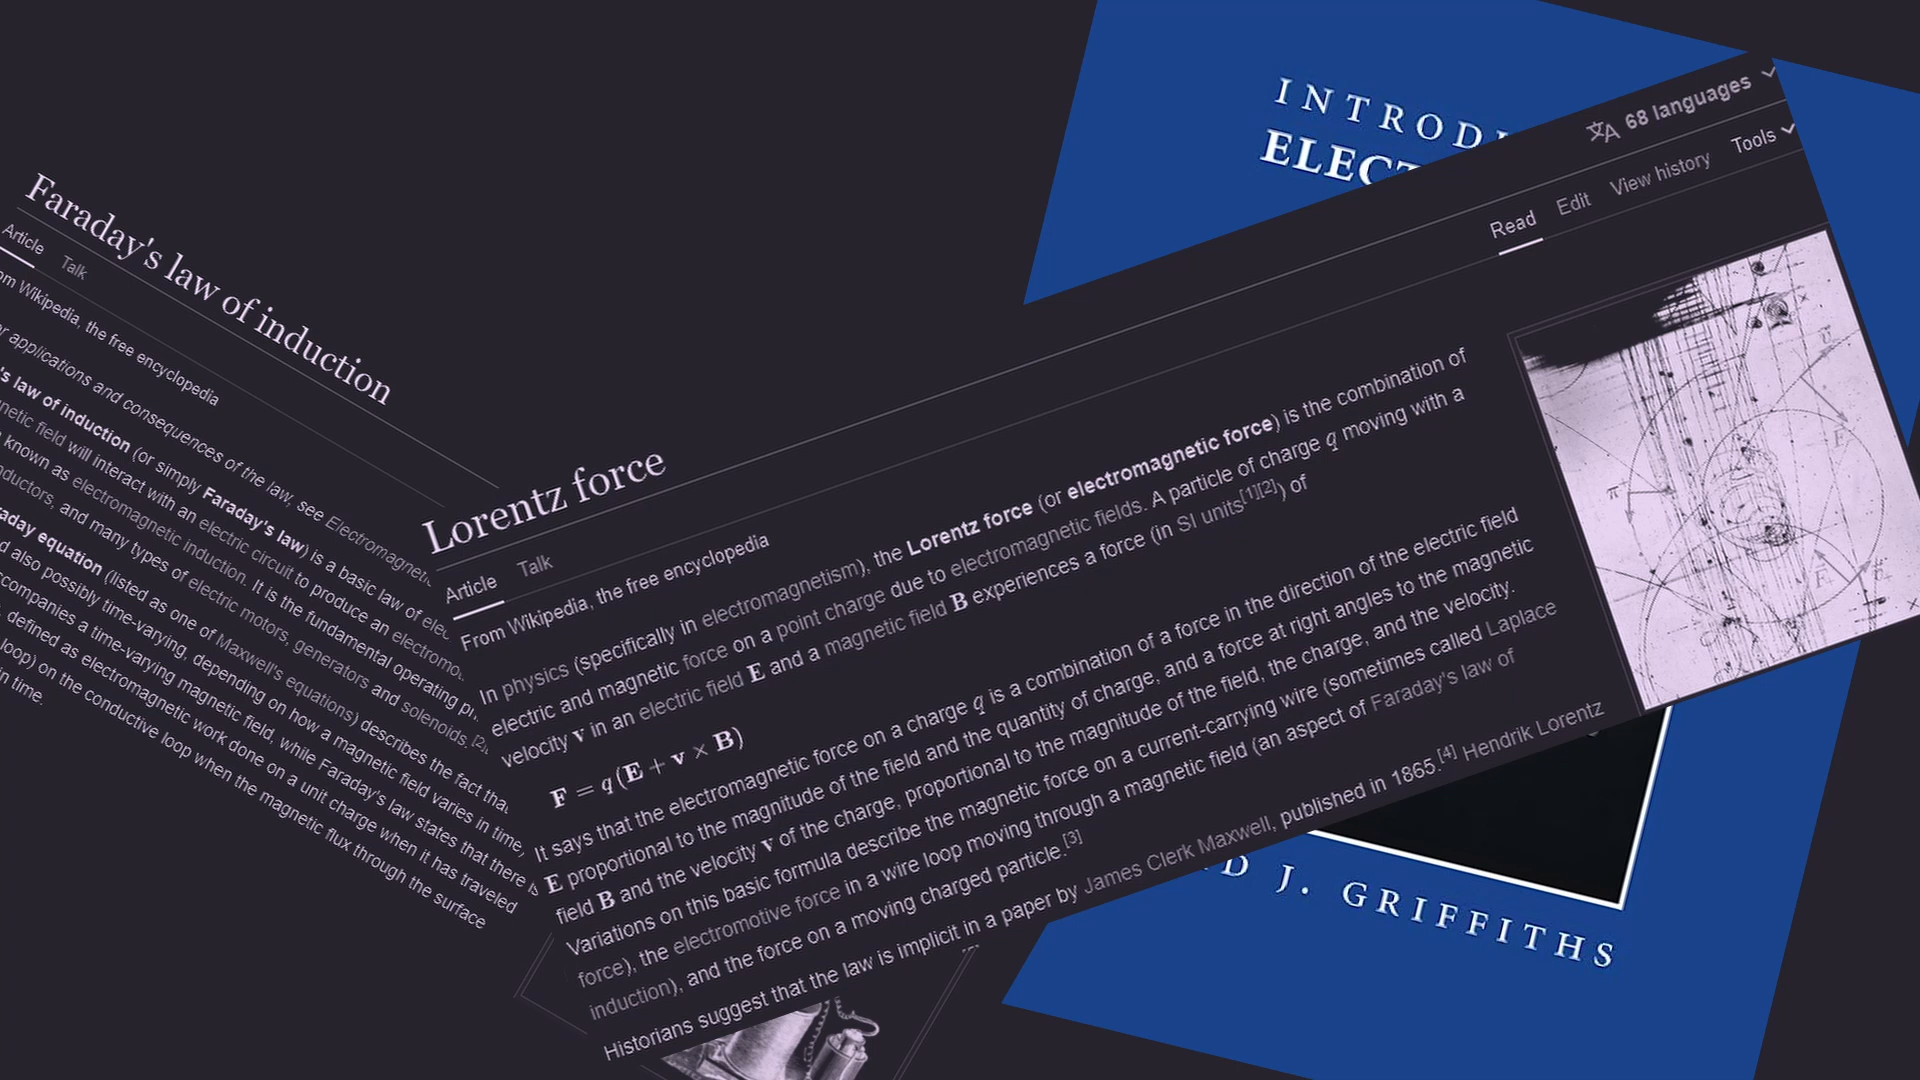 Faraday's law of induction
Article Talk
om Wikipedia, the free encyclopedia
applications and consequences of the law, see Electromagnetic
's law of induction (or simply Faraday's law) is a basic law of
netic field will interact with an electric circuit to produce an
known as electromagnetic induction. It is the fundamental operating
ductors, and many types of electric motors, generators and solenoids.
raday equation (listed as one of Maxwell's equations) describes the fact that
d also possibly time-varying, depending on how a magnetic field varies in time,
ccompanies a time-varying magnetic field, while Faraday's law states that there
defined as electromagnetic work done on a unit charge when it has traveled
loop) on the conductive loop when the magnetic flux through the surface
in time.
INTROD
ELECT
68 languages
Read Edit View history Tools
Lorentz force
Article Talk
From Wikipedia, the free encyclopedia
In physics (specifically in electromagnetism), the Lorentz force (or electromagnetic force) is the combination of
electric and magnetic force on a point charge due to electromagnetic fields. A particle of charge q moving with a
velocity v in an electric field E and a magnetic field B experiences a force (in SI units[1][2]) of
F = q(E + v × B)
It says that the electromagnetic force on a charge q is a combination of a force in the direction of the electric field
E proportional to the magnitude of the field and the quantity of charge, and a force at right angles to the magnetic
field B and the velocity v of the charge, proportional to the magnitude of the field, the charge, and the velocity.
Variations on this basic formula describe the magnetic force on a current-carrying wire (sometimes called Laplace
force), the electromotive force in a wire loop moving through a magnetic field (an aspect of Faraday's law of
induction), and the force on a moving charged particle.[3]
Historians suggest that the law is implicit in a paper by James Clerk Maxwell, published in 1865.[4] Hendrik Lorentz
D J. GRIFFITHS